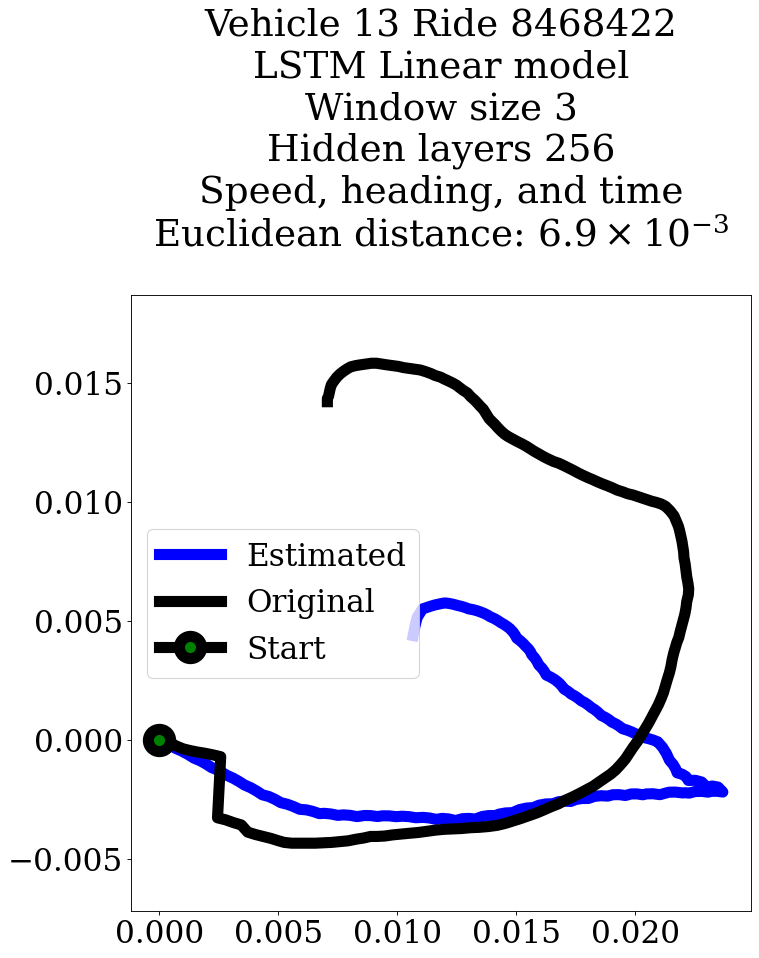 Vehicle 13 Ride 8468422
LSTM Linear model
Window size 3
Hidden layers 256
Speed, heading, and time
Euclidean distance: 6.9 × 10⁻³
0.015
0.010
0.005
0.000
−0.005
Estimated
Original
Start
0.000 0.005 0.010 0.015 0.020